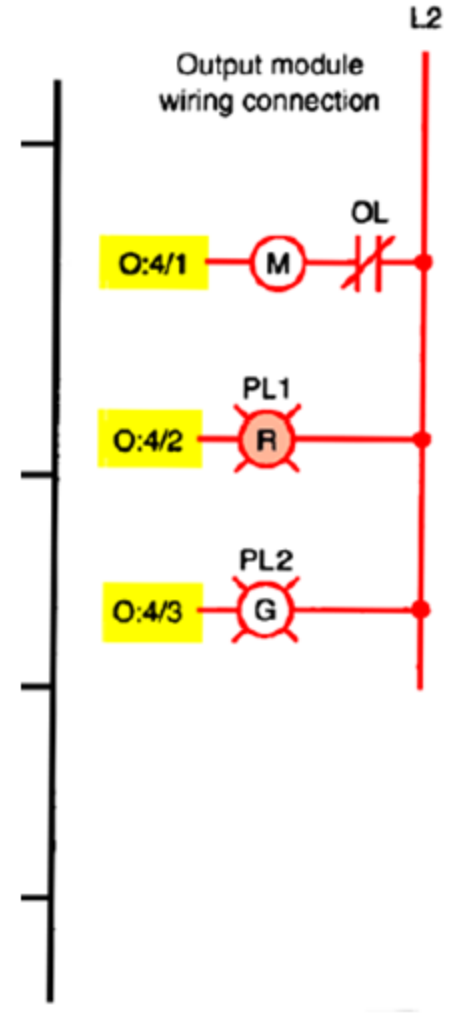 L2
Output module
wiring connection
OL
O:4/1
M
PL1
O:4/2
R
PL2
O:4/3
G